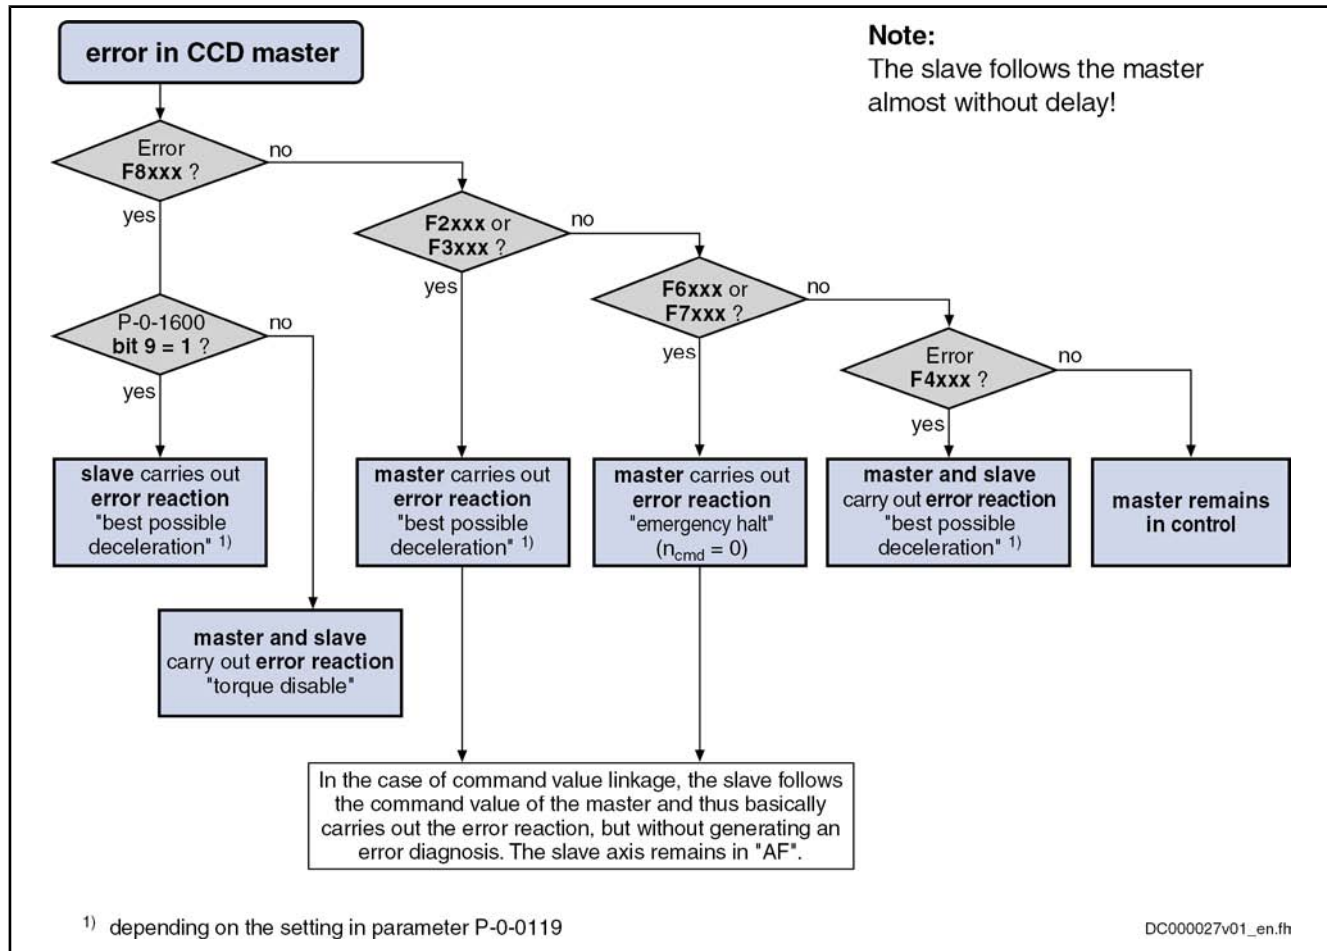 error in CCD master
Note:
The slave follows the master
almost without delay!
Error
F8xxx ?
no
yes
F2xxx or
F3xxx ?
no
yes
F6xxx or
F7xxx ?
no
yes
P-0-1600
bit 9 = 1 ?
no
yes
Error
F4xxx ?
no
yes
slave carries out
error reaction
"best possible
deceleration" 1)
master carries out
error reaction
"best possible
deceleration" 1)
master carries out
error reaction
"emergency halt"
(ncmd = 0)
master and slave
carry out error reaction
"best possible
deceleration" 1)
master remains
in control
master and slave
carry out error reaction
"torque disable"
In the case of command value linkage, the slave follows
the command value of the master and thus basically
carries out the error reaction, but without generating an
error diagnosis. The slave axis remains in "AF".
1) depending on the setting in parameter P-0-0119
DC000027v01_en.fh